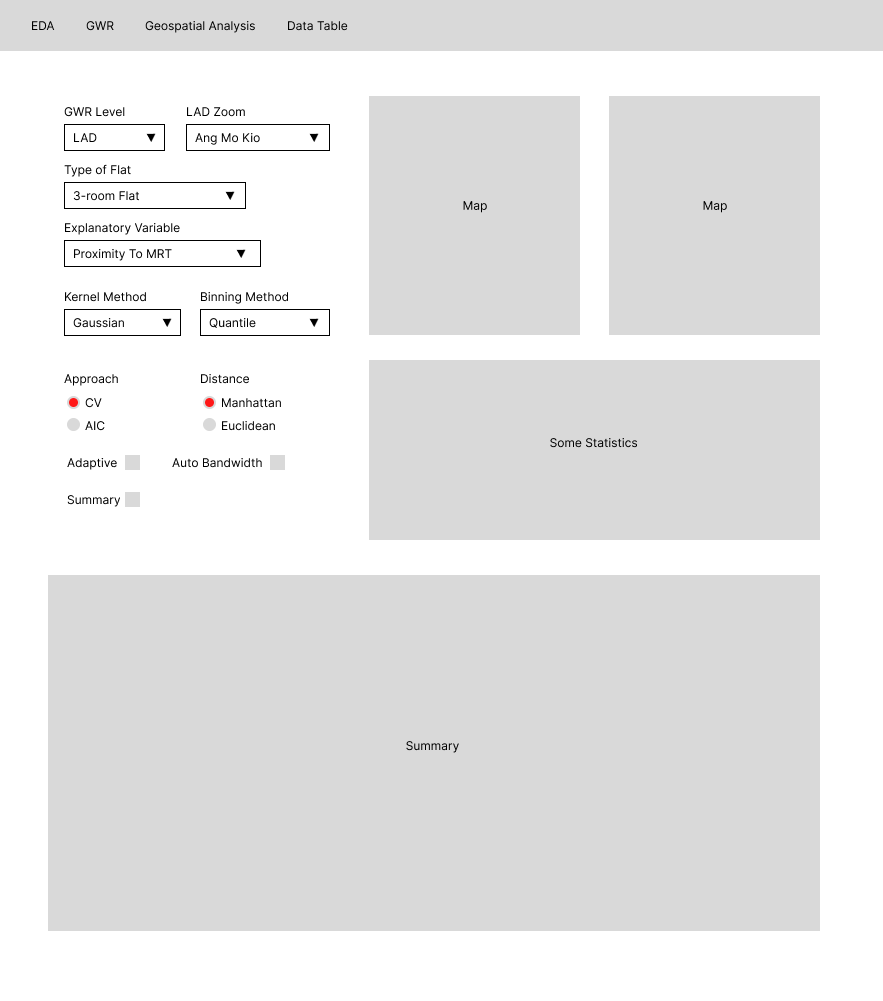 EDA GWR Geospatial Analysis Data Table
GWR Level LAD Zoom
LAD ▼ Ang Mo Kio ▼
Type of Flat
3-room Flat ▼
Explanatory Variable
Proximity To MRT ▼
Kernel Method Binning Method
Gaussian ▼ Quantile ▼
Approach Distance
CV Manhattan
AIC Euclidean
Adaptive Auto Bandwidth
Summary
Map Map
Some Statistics
Summary